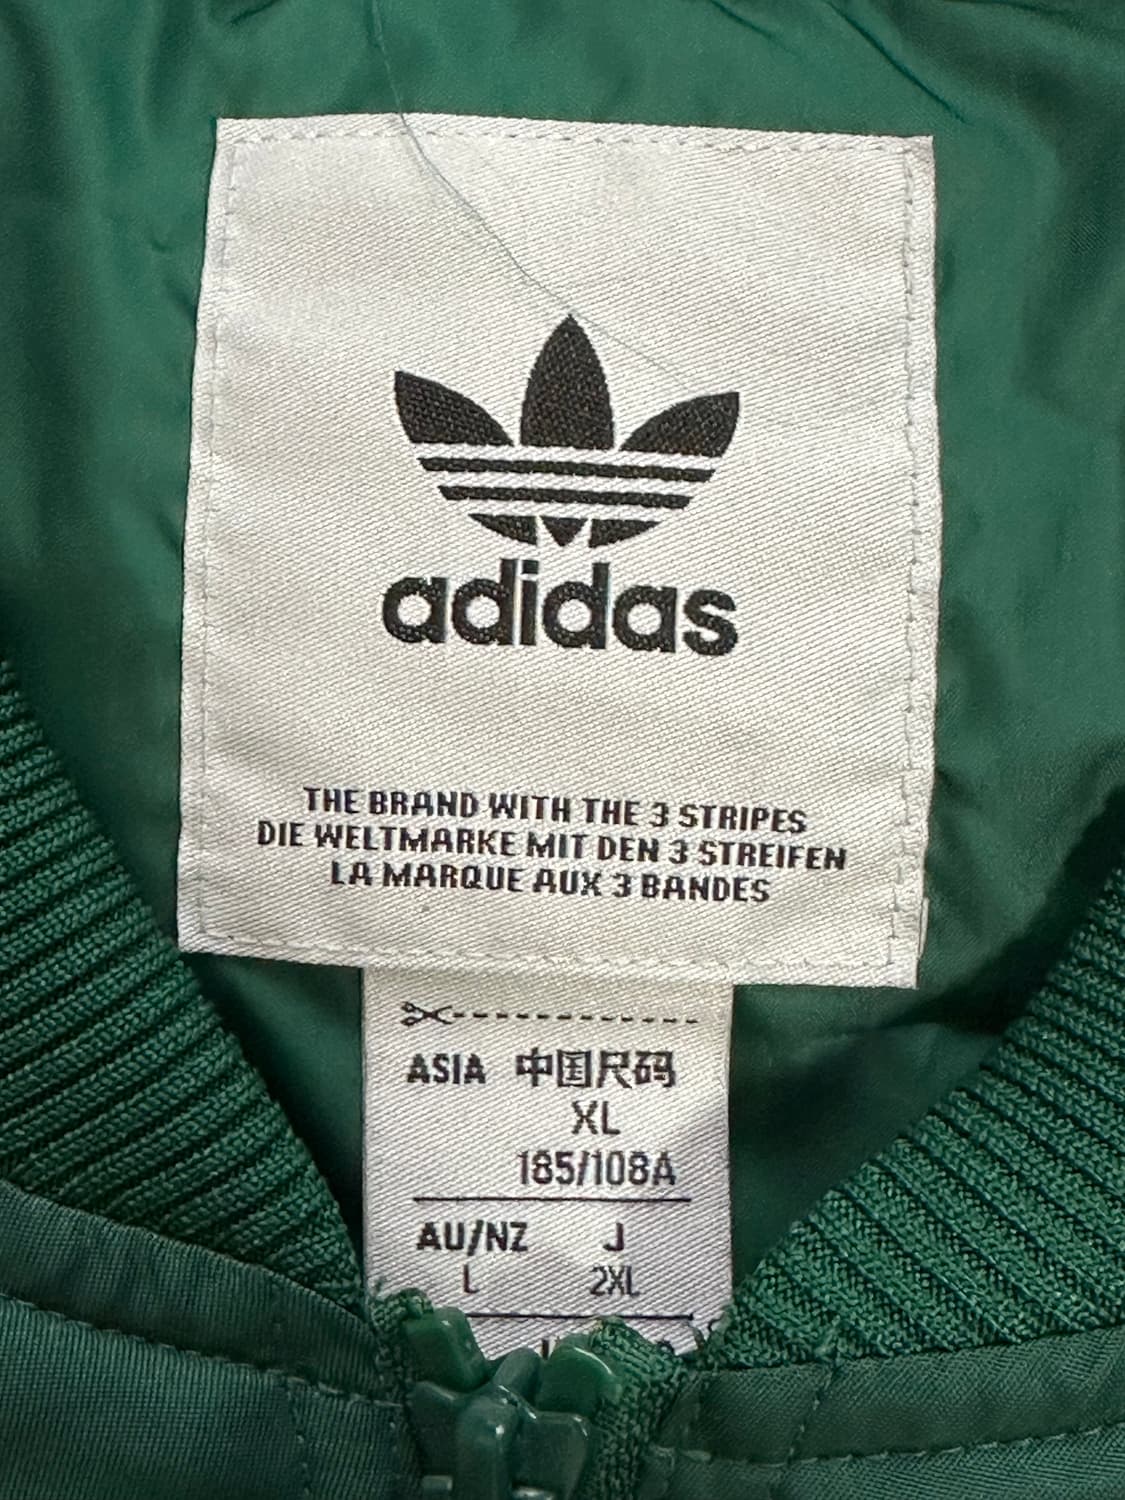 adidas
THE BRAND WITH THE 3 STRIPES
DIE WELTMARKE MIT DEN 3 STREIFEN
LA MARQUE AUX 3 BANDES
ASIA 中国尺码
XL
185/108A
AU/NZ J
L 2XL